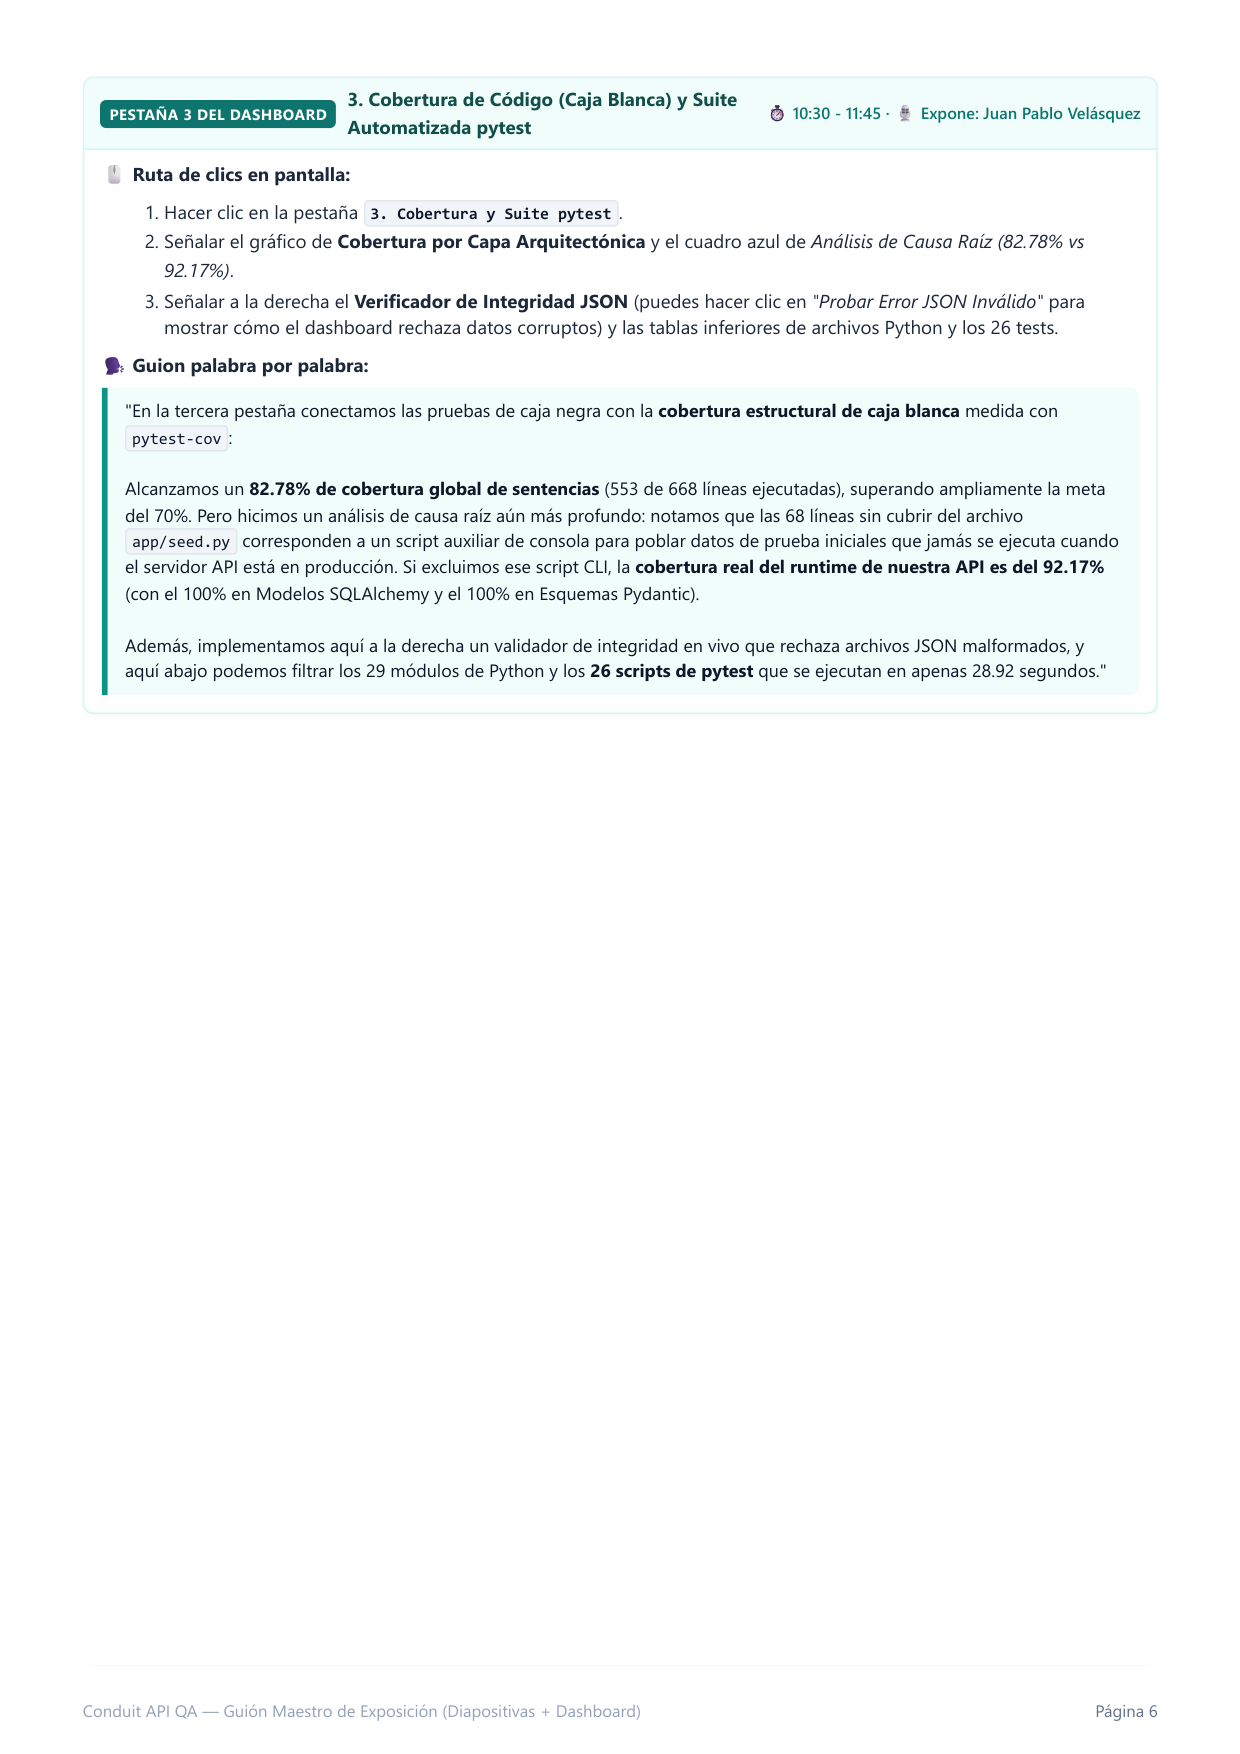 PESTAÑA 3 DEL DASHBOARD
3. Cobertura de Código (Caja Blanca) y Suite
Automatizada pytest
⏱ 10:30 - 11:45 · 🎙 Expone: Juan Pablo Velásquez
🖱 Ruta de clics en pantalla:
1. Hacer clic en la pestaña 3. Cobertura y Suite pytest.
2. Señalar el gráfico de Cobertura por Capa Arquitectónica y el cuadro azul de Análisis de Causa Raíz (82.78% vs
92.17%).
3. Señalar a la derecha el Verificador de Integridad JSON (puedes hacer clic en "Probar Error JSON Inválido" para
mostrar cómo el dashboard rechaza datos corruptos) y las tablas inferiores de archivos Python y los 26 tests.
🗣 Guion palabra por palabra:
"En la tercera pestaña conectamos las pruebas de caja negra con la cobertura estructural de caja blanca medida con
pytest-cov:
Alcanzamos un 82.78% de cobertura global de sentencias (553 de 668 líneas ejecutadas), superando ampliamente la meta
del 70%. Pero hicimos un análisis de causa raíz aún más profundo: notamos que las 68 líneas sin cubrir del archivo
app/seed.py corresponden a un script auxiliar de consola para poblar datos de prueba iniciales que jamás se ejecuta cuando
el servidor API está en producción. Si excluimos ese script CLI, la cobertura real del runtime de nuestra API es del 92.17%
(con el 100% en Modelos SQLAlchemy y el 100% en Esquemas Pydantic).
Además, implementamos aquí a la derecha un validador de integridad en vivo que rechaza archivos JSON malformados, y
aquí abajo podemos filtrar los 29 módulos de Python y los 26 scripts de pytest que se ejecutan en apenas 28.92 segundos."
Conduit API QA — Guión Maestro de Exposición (Diapositivas + Dashboard)
Página 6